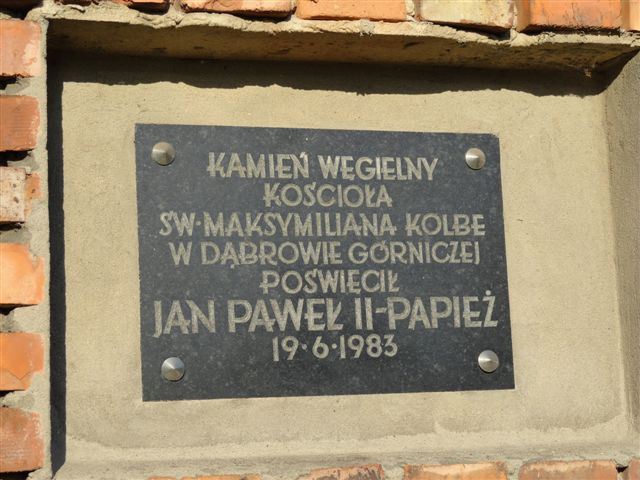 KAMIEŃ WĘGIELNY
KOŚCIOŁA
ŚW·MAKSYMILIANA KOLBE
W DĄBROWIE GÓRNICZEJ
POŚWIĘCIŁ
JAN PAWEŁ II-PAPIEŻ
19·6·1983